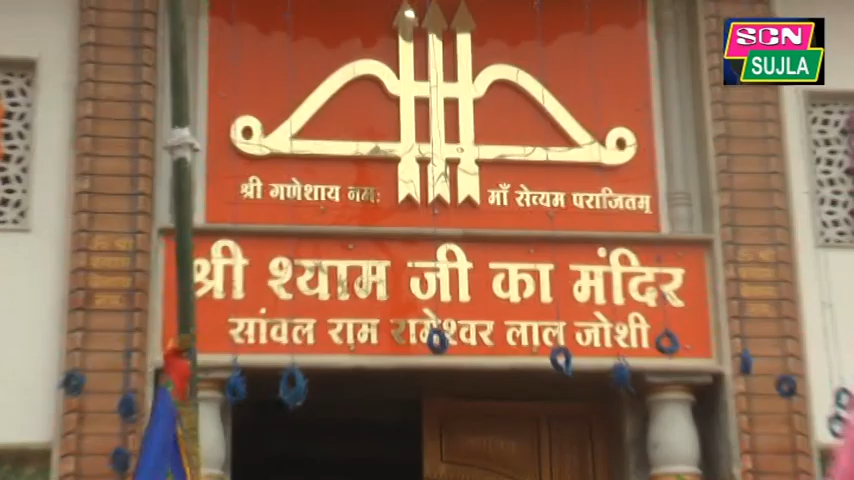 SCN
SUJLA
श्री गणेशाय नमः माँ सेव्यम पराजितम्
श्री श्याम जी का मंदिर
सांवल राम रागेश्वर लाल जोशी